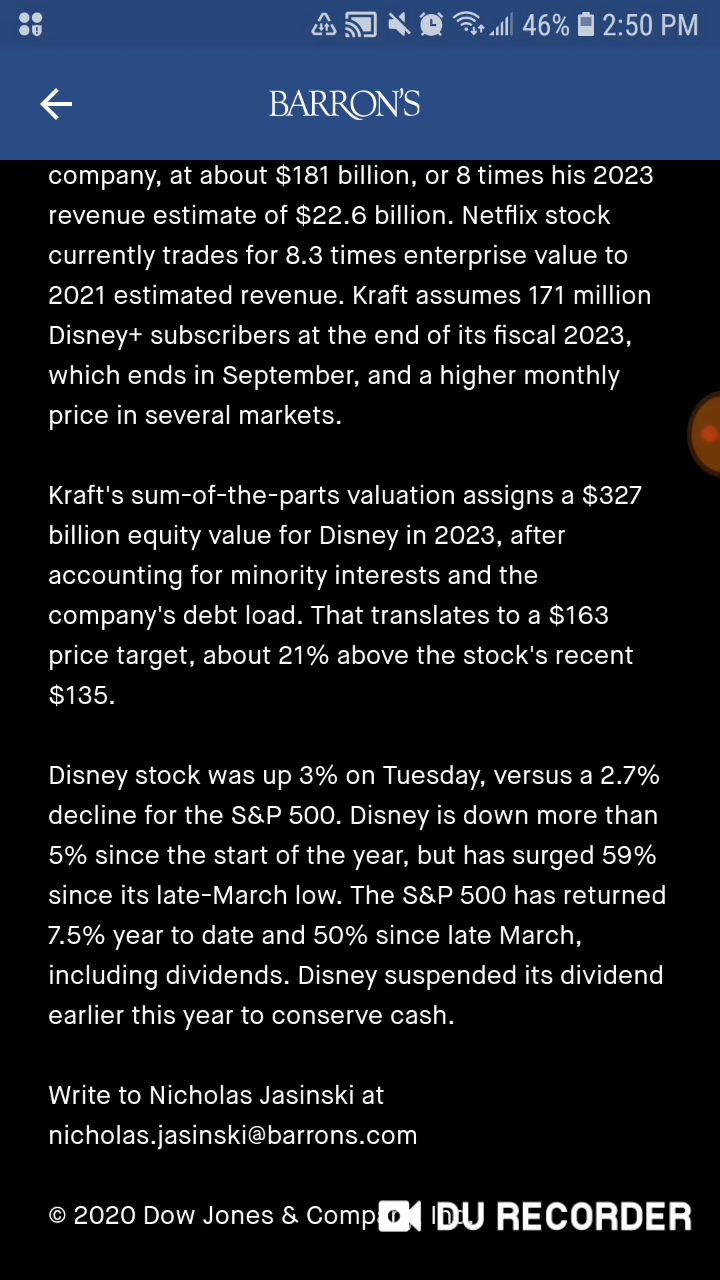 46% 2:50 PM
BARRON'S
company, at about $181 billion, or 8 times his 2023
revenue estimate of $22.6 billion. Netflix stock
currently trades for 8.3 times enterprise value to
2021 estimated revenue. Kraft assumes 171 million
Disney+ subscribers at the end of its fiscal 2023,
which ends in September, and a higher monthly
price in several markets.
Kraft's sum-of-the-parts valuation assigns a $327
billion equity value for Disney in 2023, after
accounting for minority interests and the
company's debt load. That translates to a $163
price target, about 21% above the stock's recent
$135.
Disney stock was up 3% on Tuesday, versus a 2.7%
decline for the S&P 500. Disney is down more than
5% since the start of the year, but has surged 59%
since its late-March low. The S&P 500 has returned
7.5% year to date and 50% since late March,
including dividends. Disney suspended its dividend
earlier this year to conserve cash.
Write to Nicholas Jasinski at
nicholas.jasinski@barrons.com
© 2020 Dow Jones &
DU RECORDER